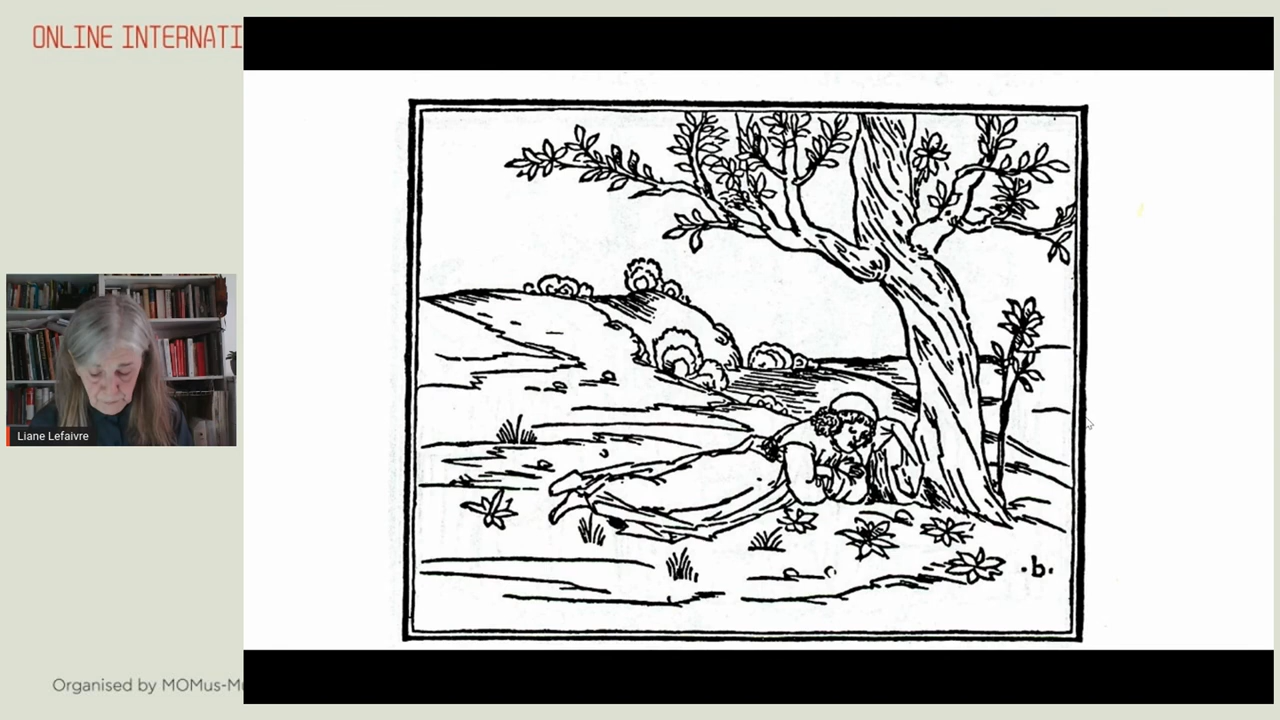 ONLINE INTERNATI
Liane Lefaivre
·b·
Organised by MOMus-M